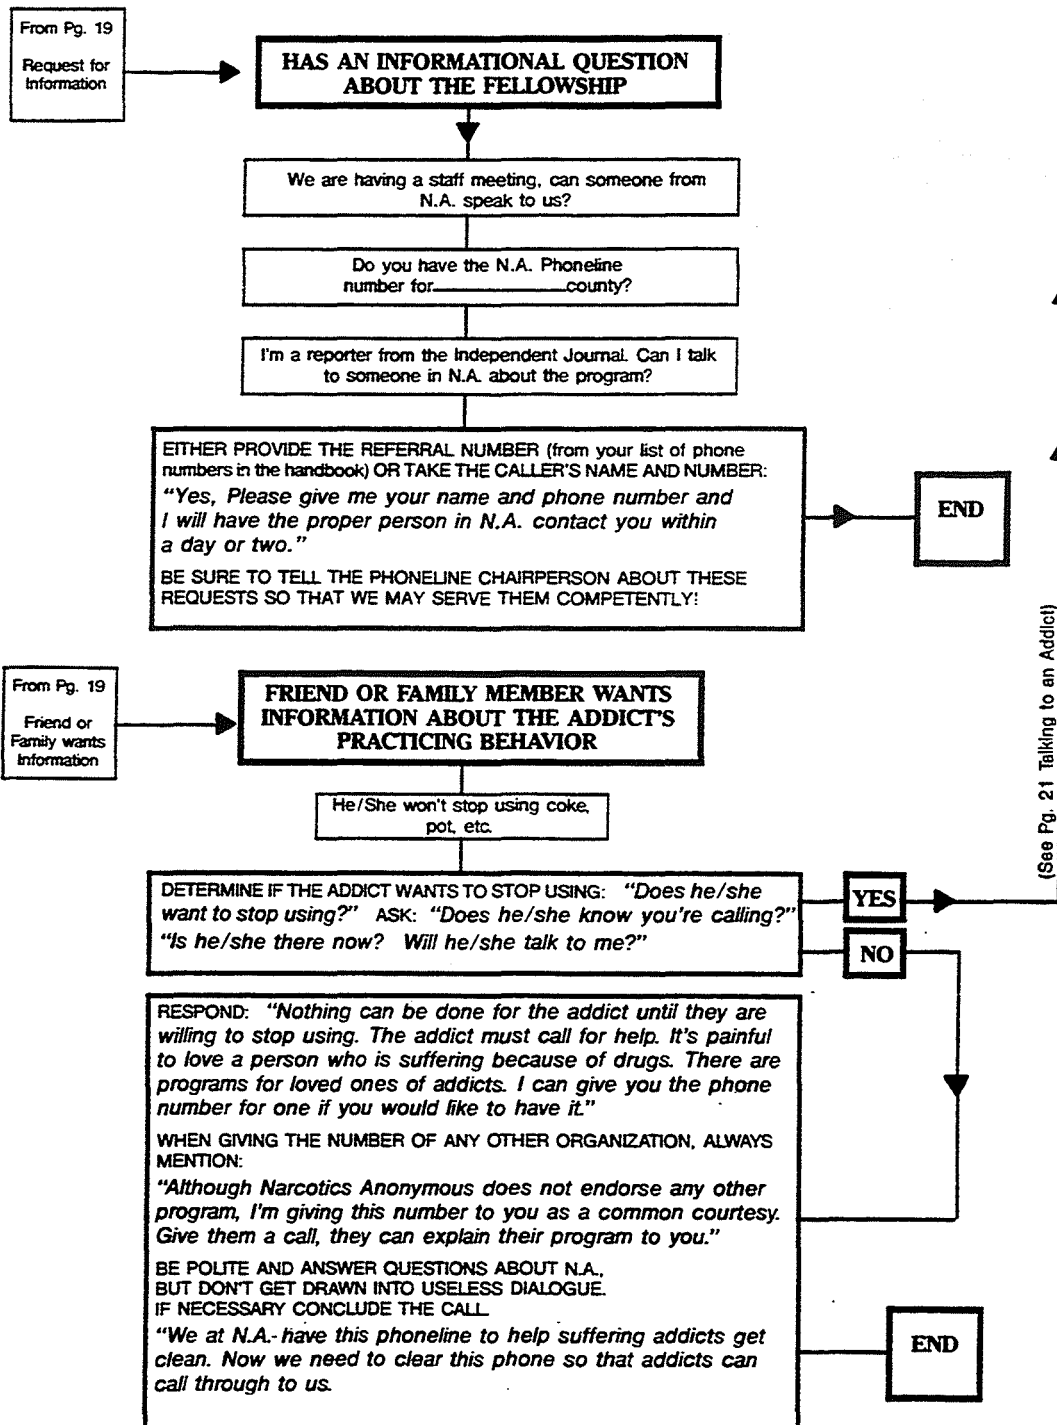 From Pg. 19
Request for
Information
HAS AN INFORMATIONAL QUESTION
ABOUT THE FELLOWSHIP
We are having a staff meeting, can someone from
N.A. speak to us?
Do you have the N.A. Phoneline
number for_______________county?
I'm a reporter from the Independent Journal. Can I talk
to someone in N.A. about the program?
EITHER PROVIDE THE REFERRAL NUMBER (from your list of phone
numbers in the handbook) OR TAKE THE CALLER'S NAME AND NUMBER:
"Yes, Please give me your name and phone number and
I will have the proper person in N.A. contact you within
a day or two."
BE SURE TO TELL THE PHONELINE CHAIRPERSON ABOUT THESE
REQUESTS SO THAT WE MAY SERVE THEM COMPETENTLY!
END
From Pg. 19
Friend or
Family wants
Information
FRIEND OR FAMILY MEMBER WANTS
INFORMATION ABOUT THE ADDICT'S
PRACTICING BEHAVIOR
He/She won't stop using coke,
pot, etc.
DETERMINE IF THE ADDICT WANTS TO STOP USING: "Does he/she
want to stop using?" ASK: "Does he/she know you're calling?"
"Is he/she there now? Will he/she talk to me?"
YES
NO
(See Pg. 21 Talking to an Addict)
RESPOND: "Nothing can be done for the addict until they are
willing to stop using. The addict must call for help. It's painful
to love a person who is suffering because of drugs. There are
programs for loved ones of addicts. I can give you the phone
number for one if you would like to have it."
WHEN GIVING THE NUMBER OF ANY OTHER ORGANIZATION, ALWAYS
MENTION:
"Although Narcotics Anonymous does not endorse any other
program, I'm giving this number to you as a common courtesy.
Give them a call, they can explain their program to you."
BE POLITE AND ANSWER QUESTIONS ABOUT N.A.,
BUT DON'T GET DRAWN INTO USELESS DIALOGUE.
IF NECESSARY CONCLUDE THE CALL
"We at N.A. have this phoneline to help suffering addicts get
clean. Now we need to clear this phone so that addicts can
call through to us.
END